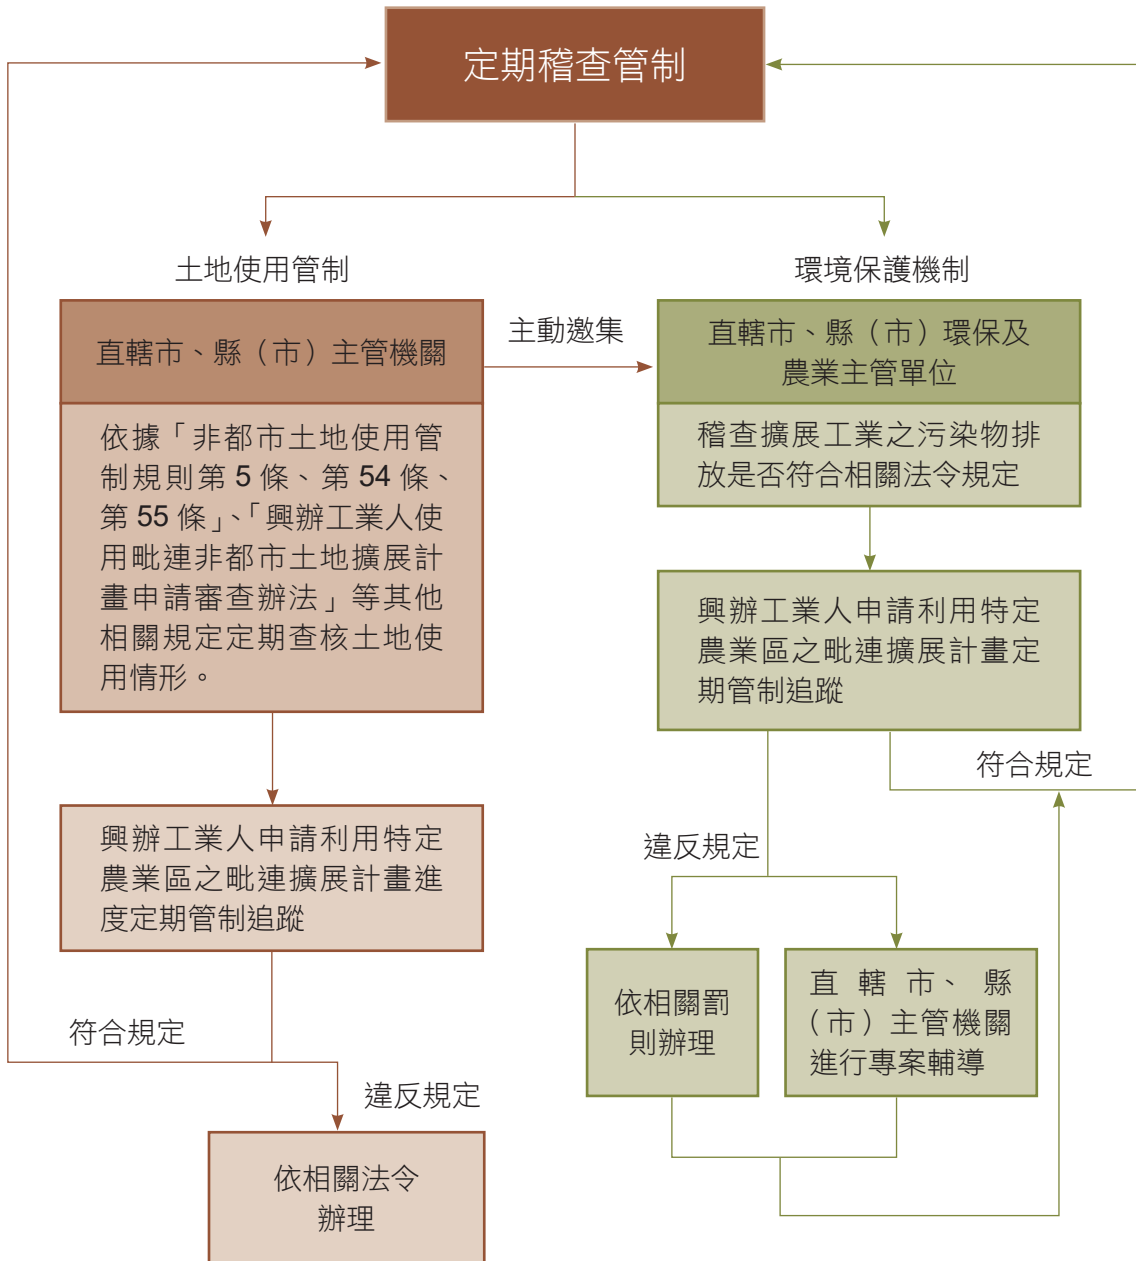 定期稽查管制
土地使用管制
直轄市、縣（市）主管機關
依據「非都市土地使用管
制規則第 5 條、第 54 條、
第 55 條」、「興辦工業人使
用毗連非都市土地擴展計
畫申請審查辦法」等其他
相關規定定期查核土地使
用情形。
主動邀集
環境保護機制
直轄市、縣（市）環保及
農業主管單位
稽查擴展工業之污染物排
放是否符合相關法令規定
興辦工業人申請利用特定
農業區之毗連擴展計畫定
期管制追蹤
符合規定
違反規定
依相關罰
則辦理
直轄市、縣
（市）主管機關
進行專案輔導
興辦工業人申請利用特定
農業區之毗連擴展計畫進
度定期管制追蹤
符合規定
違反規定
依相關法令
辦理